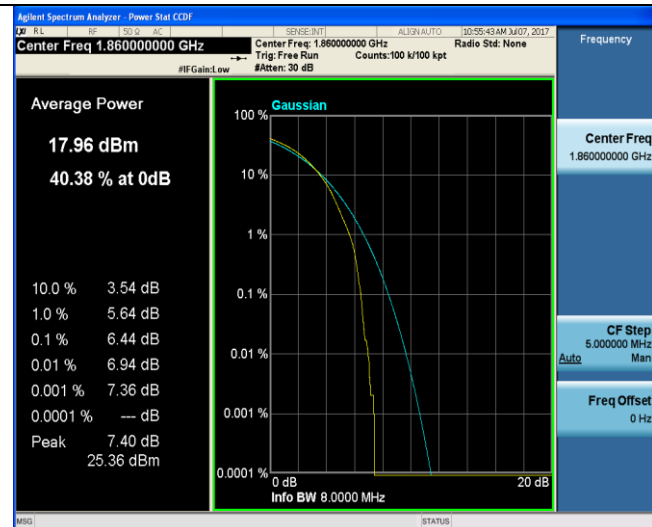 Agilent Spectrum Analyzer - Power Stat CCDF
RL RF 50 Ω AC SENSE:INT ALIGN AUTO 10:55:43 AM Jul 07, 2017
Center Freq 1.860000000 GHz
Center Freq: 1.860000000 GHz Radio Std: None
Trig: Free Run Counts:100 k/100 kpt
#IFGain:Low #Atten: 30 dB
Frequency
Average Power
17.96 dBm
40.38 % at 0dB
10.0 % 3.54 dB
1.0 % 5.64 dB
0.1 % 6.44 dB
0.01 % 6.94 dB
0.001 % 7.36 dB
0.0001 % --- dB
Peak 7.40 dB
25.36 dBm
Gaussian
100 %
10 %
1 %
0.1 %
0.01 %
0.001 %
0.0001 %
0 dB 20 dB
Info BW 8.0000 MHz
Center Freq
1.860000000 GHz
CF Step
5.000000 MHz
Auto Man
Freq Offset
0 Hz
MSG STATUS